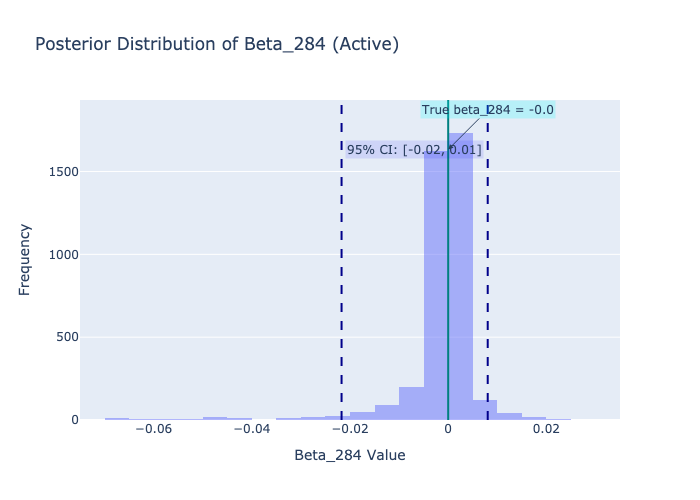 Posterior Distribution of Beta_284 (Active)
True beta_284 = -0.0
95% CI: [-0.02, 0.01]
1500
1000
500
0
Frequency
−0.06
−0.04
−0.02
0
0.02
Beta_284 Value